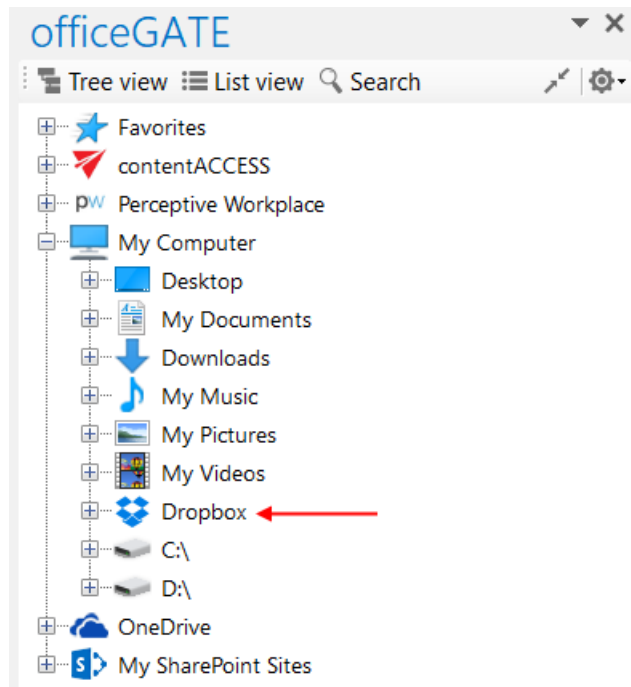 officeGATE
Tree view List view Search
Favorites
contentACCESS
pw Perceptive Workplace
My Computer
Desktop
My Documents
Downloads
My Music
My Pictures
My Videos
Dropbox
C:\
D:\
OneDrive
S My SharePoint Sites